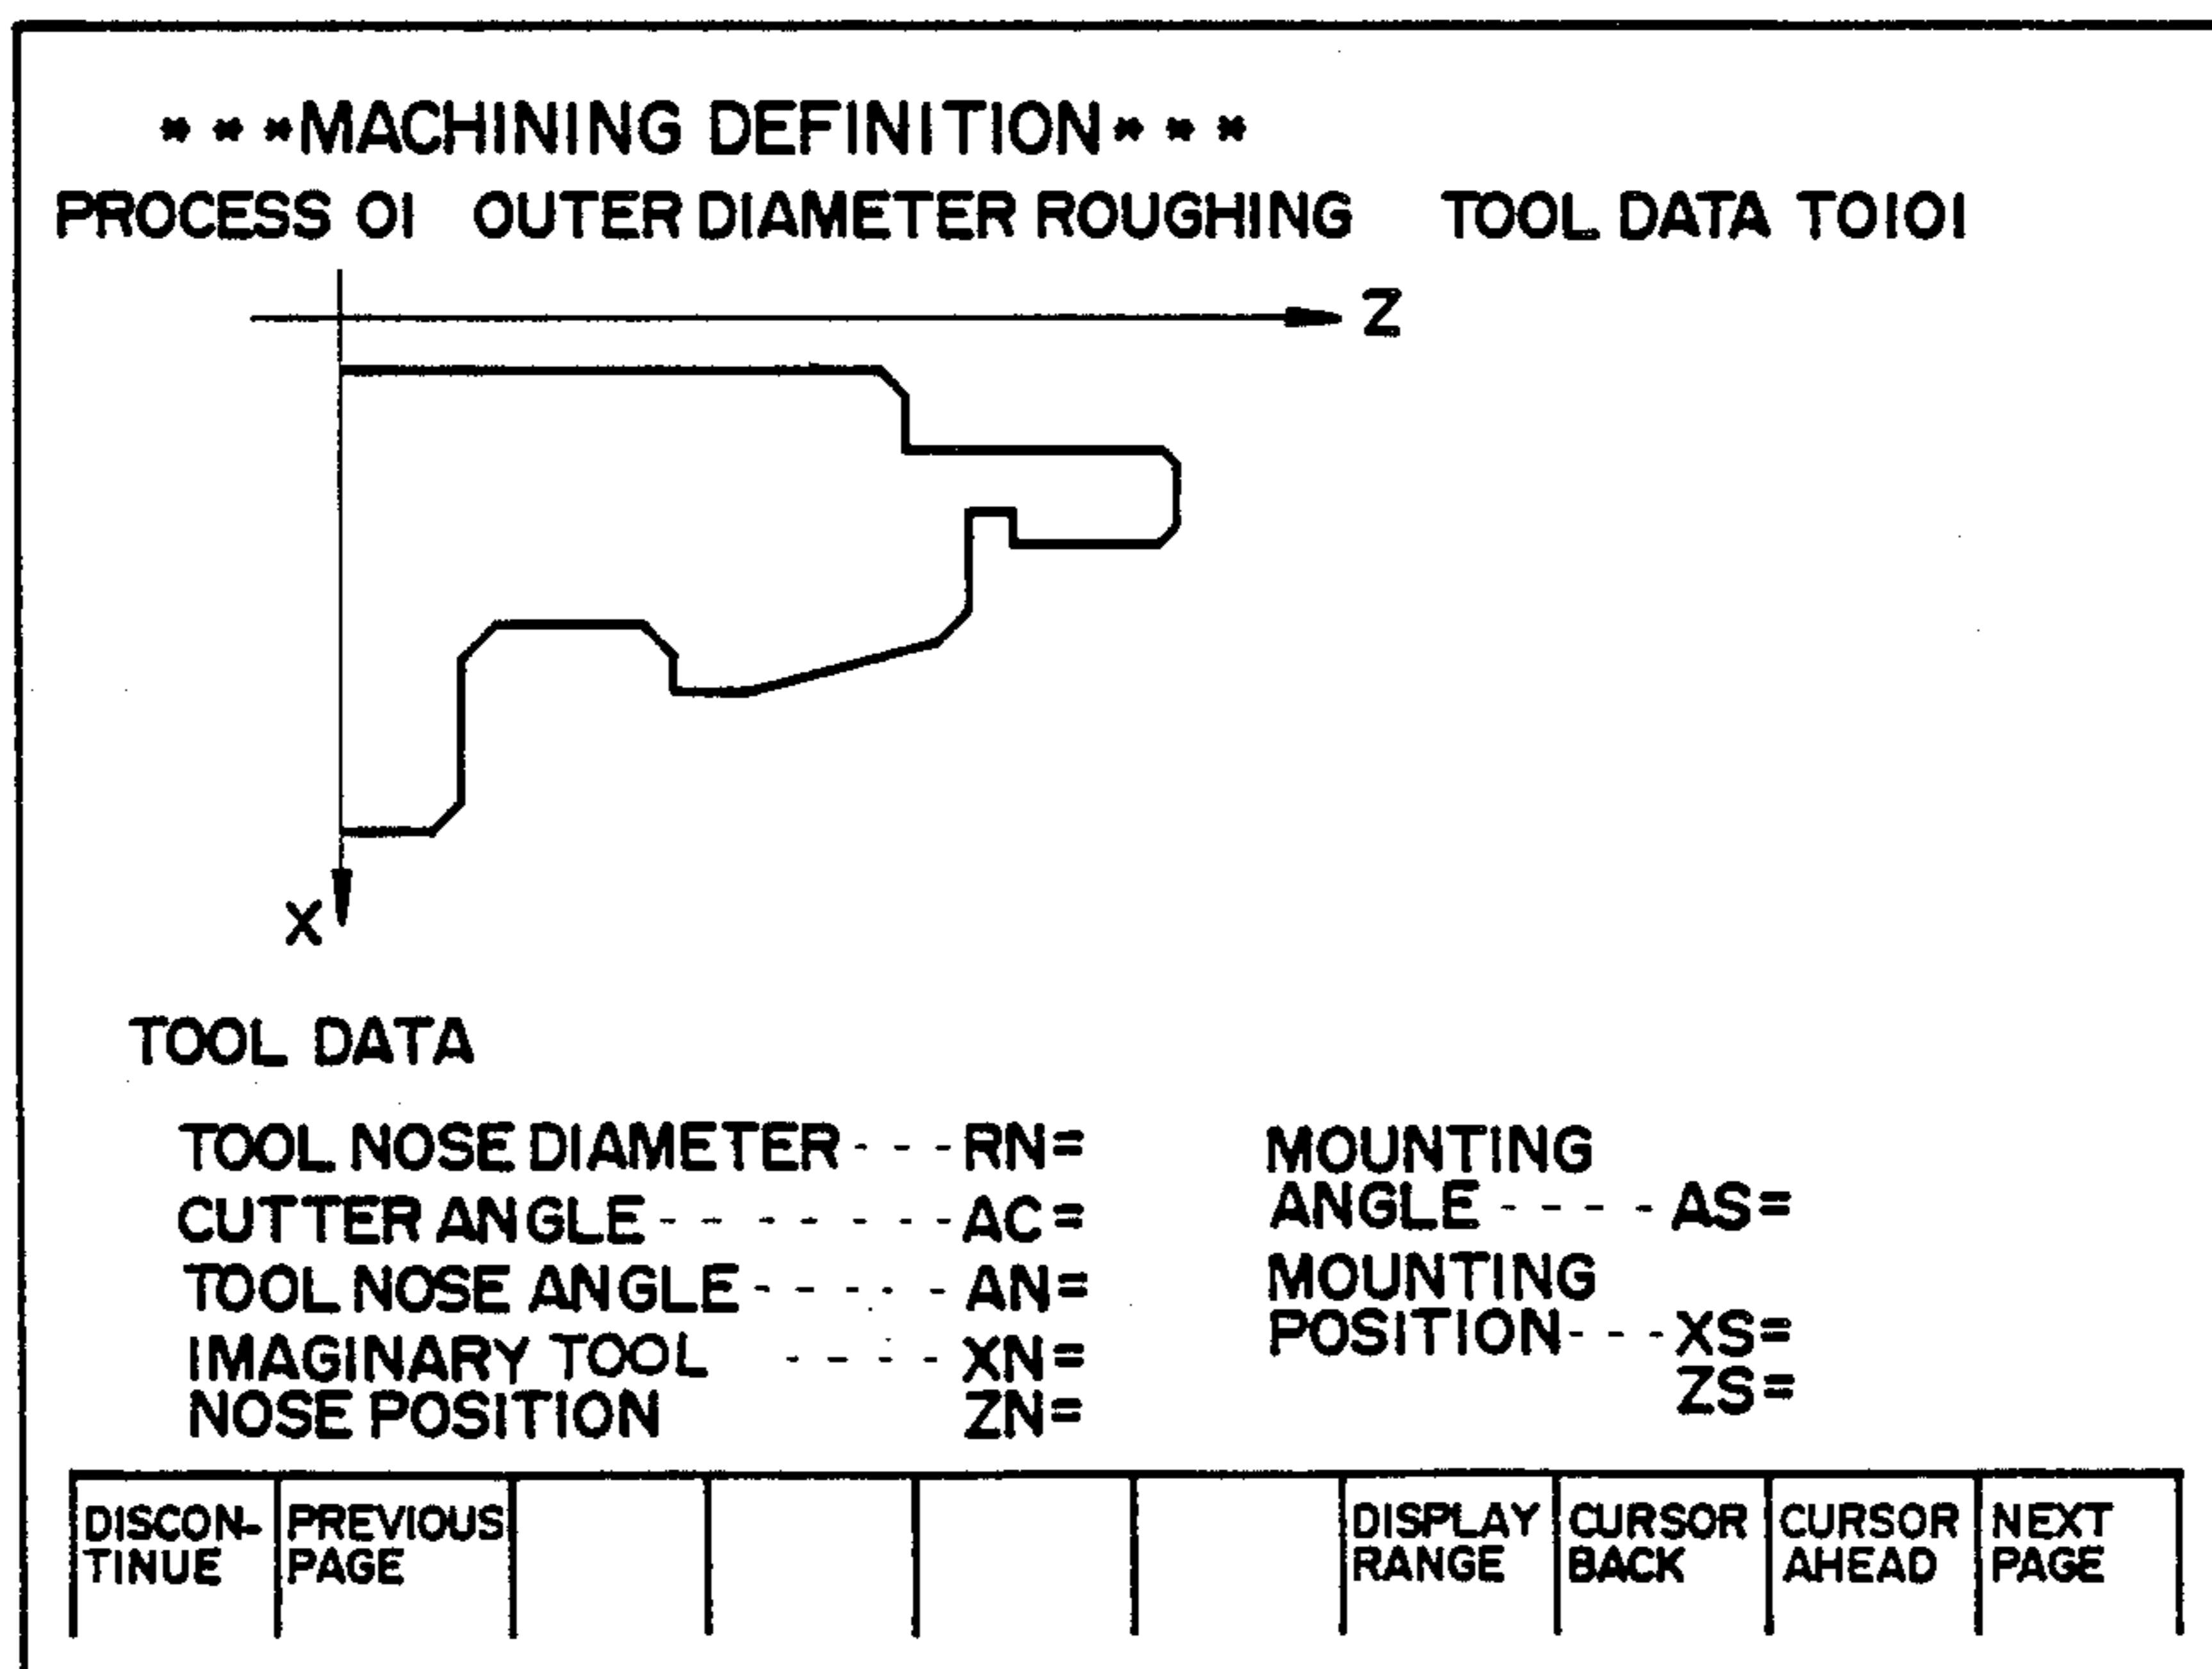 ***MACHINING DEFINITION***
PROCESS 01 OUTER DIAMETER ROUGHING TOOL DATA T0101
Z
X
TOOL DATA
TOOL NOSE DIAMETER---RN=
CUTTER ANGLE-------AC=
TOOL NOSE ANGLE-----AN=
IMAGINARY TOOL ----XN=
NOSE POSITION ZN=
MOUNTING
ANGLE----AS=
MOUNTING
POSITION---XS=
ZS=
DISCON-
TINUE
PREVIOUS
PAGE
DISPLAY
RANGE
CURSOR
BACK
CURSOR
AHEAD
NEXT
PAGE